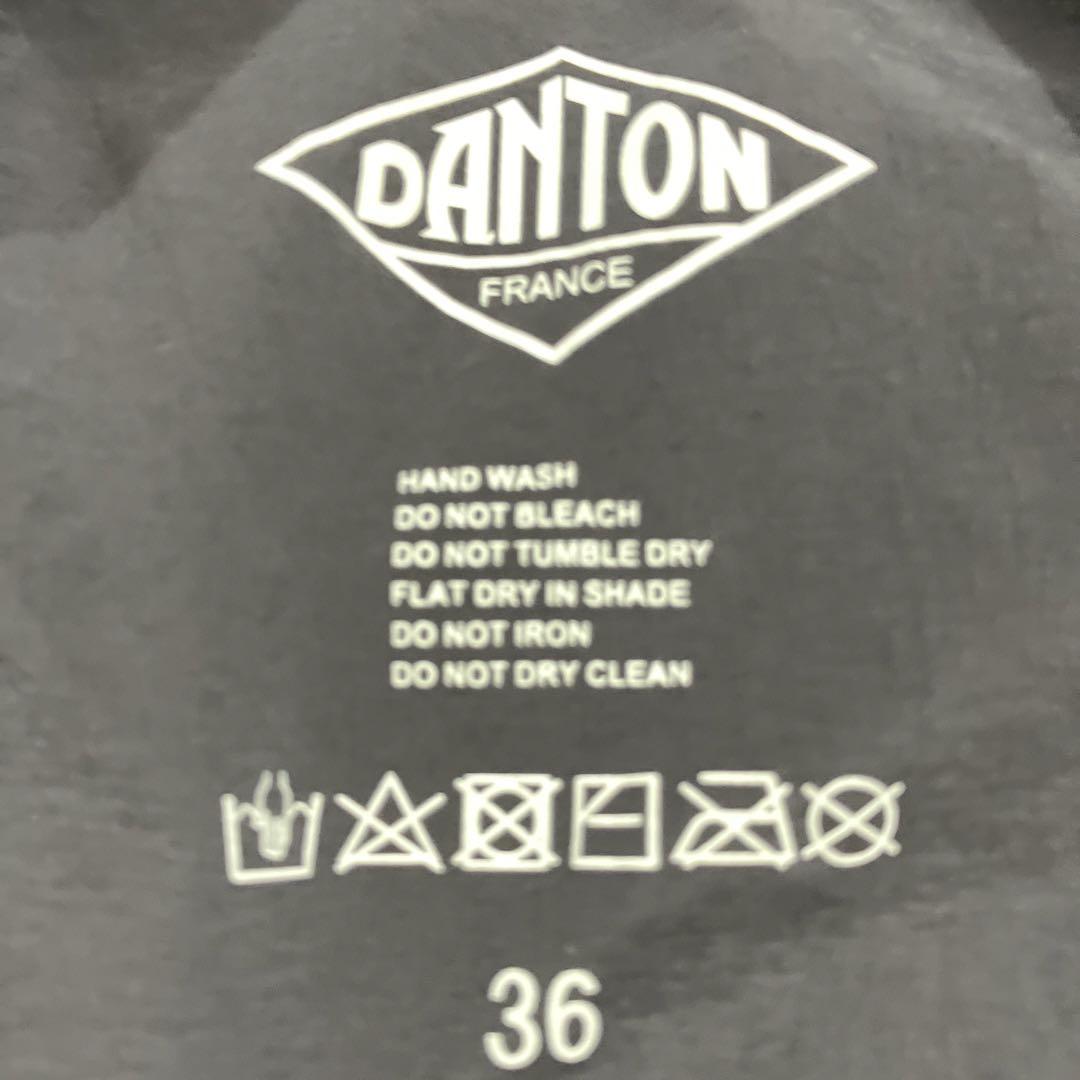 DANTON
FRANCE
HAND WASH
DO NOT BLEACH
DO NOT TUMBLE DRY
FLAT DRY IN SHADE
DO NOT IRON
DO NOT DRY CLEAN
36